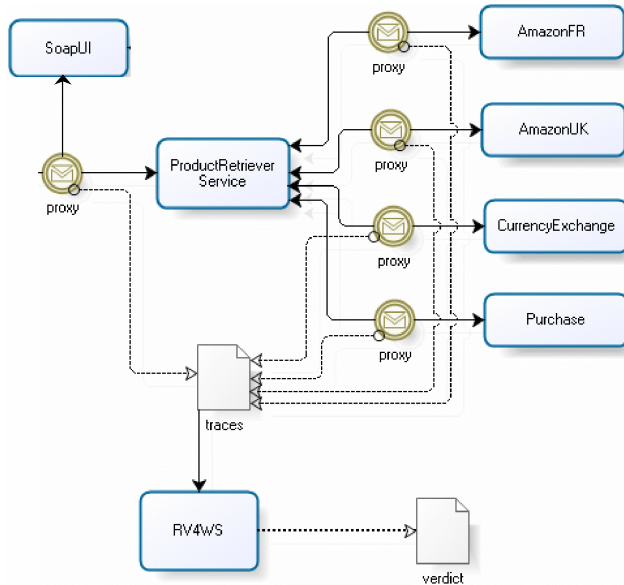 SoapUI
AmazonFR
proxy
AmazonUK
proxy
ProductRetriever
Service
proxy
CurrencyExchange
proxy
Purchase
proxy
traces
RV4WS
verdict